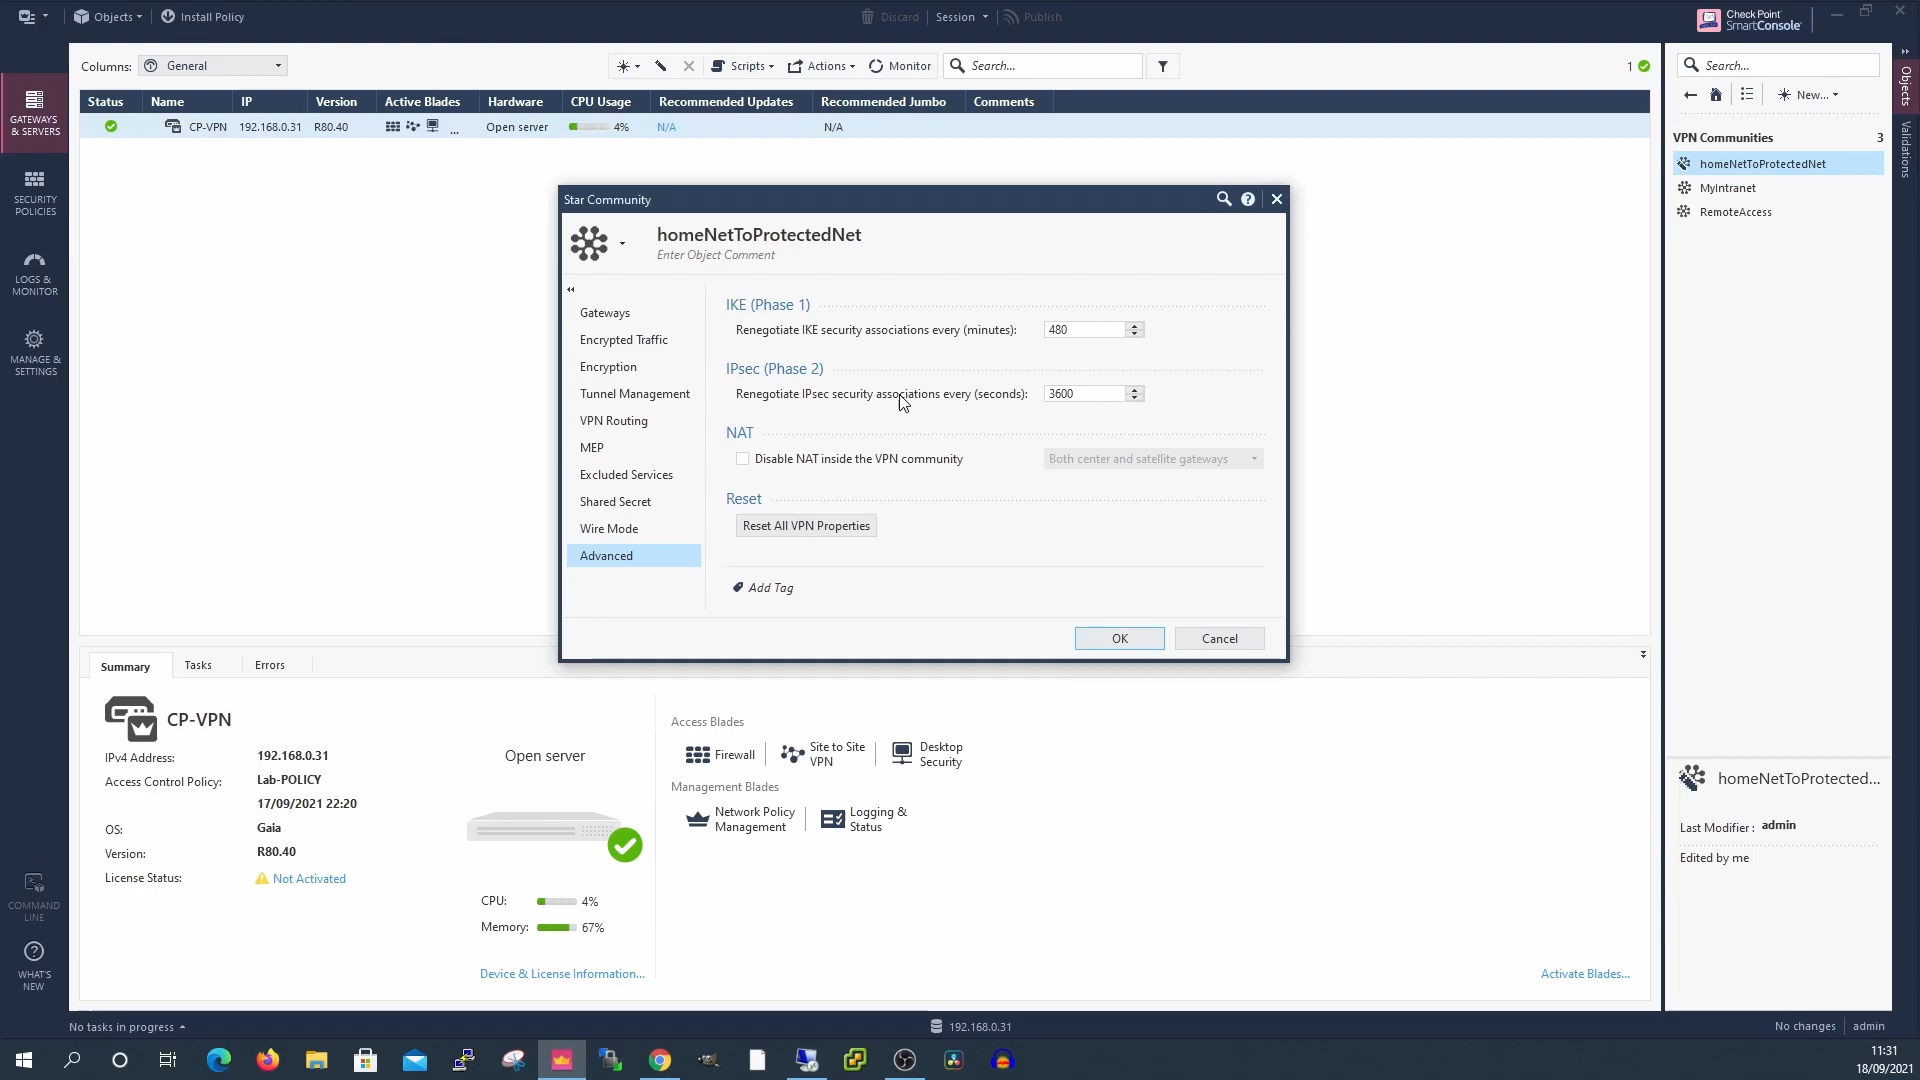 Objects
Install Policy
Discard
Session
Publish
Check Point
SmartConsole
GATEWAYS
& SERVERS
SECURITY
POLICIES
LOGS &
MONITOR
MANAGE &
SETTINGS
COMMAND
LINE
WHAT'S
NEW
Columns:
General
Scripts
Actions
Monitor
Search...
1
Status
Name
IP
Version
Active Blades
Hardware
CPU Usage
Recommended Updates
Recommended Jumbo
Comments
CP-VPN
192.168.0.31
R80.40
...
Open server
4%
N/A
N/A
Star Community
homeNetToProtectedNet
Enter Object Comment
Gateways
Encrypted Traffic
Encryption
Tunnel Management
VPN Routing
MEP
Excluded Services
Shared Secret
Wire Mode
Advanced
IKE (Phase 1)
Renegotiate IKE security associations every (minutes):
480
IPsec (Phase 2)
Renegotiate IPsec security associations every (seconds):
3600
NAT
Disable NAT inside the VPN community
Both center and satellite gateways
Reset
Reset All VPN Properties
Add Tag
OK
Cancel
Summary
Tasks
Errors
CP-VPN
IPv4 Address:
192.168.0.31
Access Control Policy:
Lab-POLICY
17/09/2021 22:20
OS:
Gaia
Version:
R80.40
License Status:
Not Activated
Open server
CPU:
4%
Memory:
67%
Device & License Information...
Access Blades
Firewall
Site to Site
VPN
Desktop
Security
Management Blades
Network Policy
Management
Logging &
Status
Activate Blades...
Search...
New...
VPN Communities
3
homeNetToProtectedNet
MyIntranet
RemoteAccess
homeNetToProtected...
Last Modifier :
admin
Edited by me
Objects
Validations
No tasks in progress
192.168.0.31
No changes
admin
11:31
18/09/2021